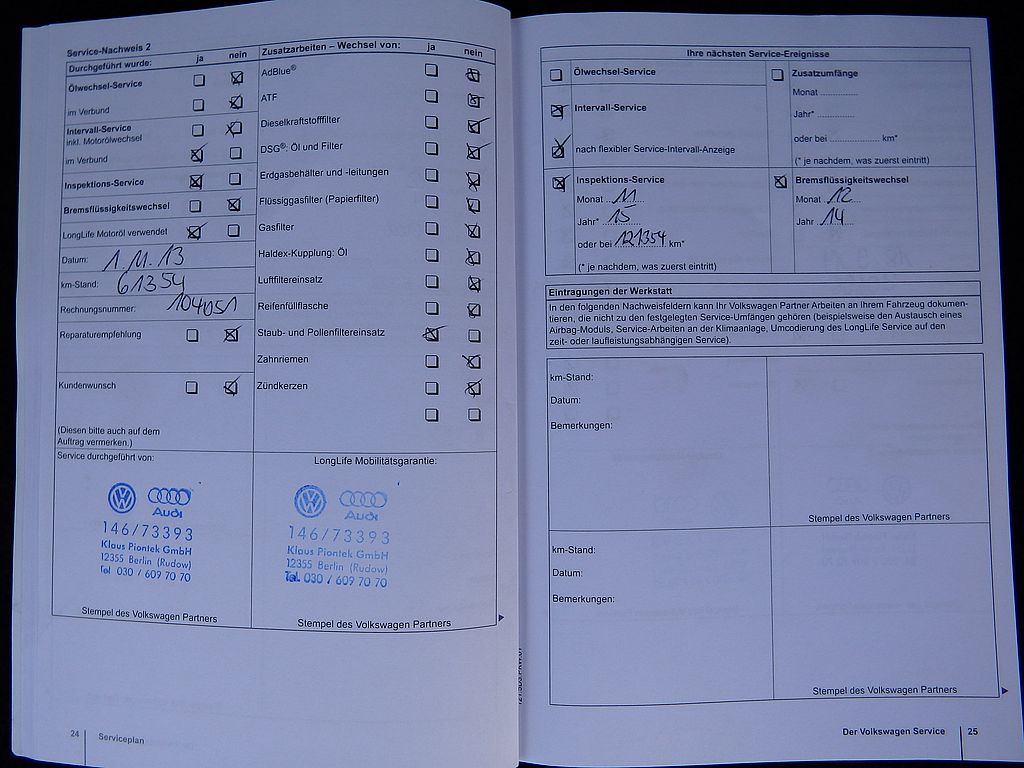 Service-Nachweis 2
Durchgeführt wurde: ja nein
Ölwechsel-Service
im Verbund
Intervall-Service
inkl. Motorölwechsel
im Verbund
Inspektions-Service
Bremsflüssigkeitswechsel
LongLife Motoröl verwendet
Datum: 1.11.13
km-Stand: 61354
Rechnungsnummer: 104051
Reparaturempfehlung
Kundenwunsch
(Diesen bitte auch auf dem
Auftrag vermerken.)
Zusatzarbeiten – Wechsel von: ja nein
AdBlue®
ATF
Dieselkraftstofffilter
DSG®: Öl und Filter
Erdgasbehälter und -leitungen
Flüssiggasfilter (Papierfilter)
Gasfilter
Haldex-Kupplung: Öl
Luftfiltereinsatz
Reifenfüllflasche
Staub- und Pollenfiltereinsatz
Zahnriemen
Zündkerzen
Service durchgeführt von:
Audi
146/73393
Klaus Piontek GmbH
12355 Berlin (Rudow)
Tel 030 / 609 70 70
Stempel des Volkswagen Partners
LongLife Mobilitätsgarantie:
Audi
146/73393
Klaus Piontek GmbH
12355 Berlin (Rudow)
Tel. 030 / 609 70 70
Stempel des Volkswagen Partners
24 Serviceplan
Ihre nächsten Service-Ereignisse
Ölwechsel-Service
Intervall-Service
nach flexibler Service-Intervall-Anzeige
Zusatzumfänge
Monat ..............
Jahr* ..............
oder bei .................. km*
(* je nachdem, was zuerst eintritt)
Inspektions-Service
Monat 11
Jahr* 15
oder bei 121354 km*
(* je nachdem, was zuerst eintritt)
Bremsflüssigkeitswechsel
Monat 12
Jahr 14
Eintragungen der Werkstatt
In den folgenden Nachweisfeldern kann Ihr Volkswagen Partner Arbeiten an Ihrem Fahrzeug dokumen-
tieren, die nicht zu den festgelegten Service-Umfängen gehören (beispielsweise den Austausch eines
Airbag-Moduls, Service-Arbeiten an der Klimaanlage, Umcodierung des LongLife Service auf den
zeit- oder laufleistungsabhängigen Service).
km-Stand:
Datum:
Bemerkungen:
Stempel des Volkswagen Partners
km-Stand:
Datum:
Bemerkungen:
Stempel des Volkswagen Partners
Der Volkswagen Service 25